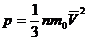 p = 1/3 nm₀V̅²